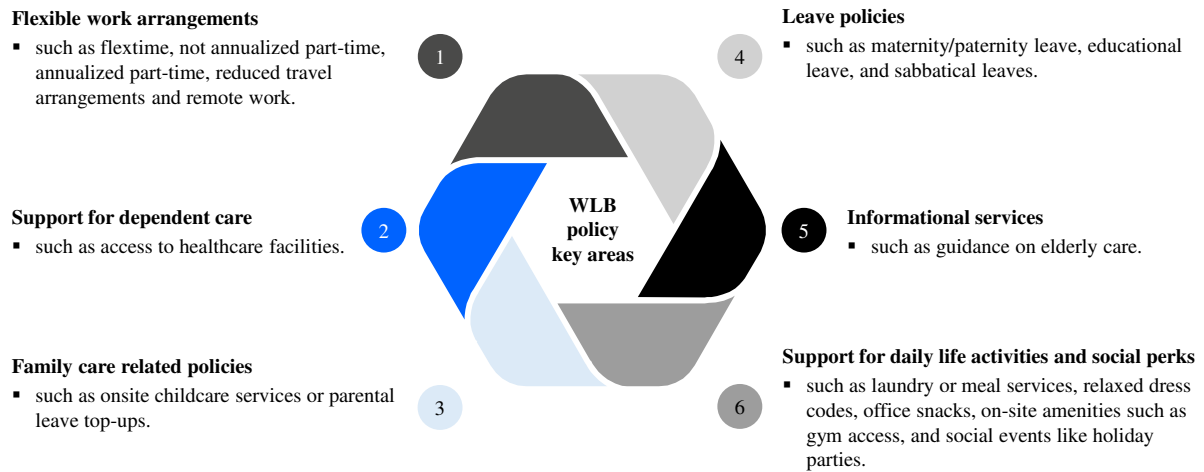 Flexible work arrangements
▪ such as flextime, not annualized part-time,
annualized part-time, reduced travel
arrangements and remote work.
1
Support for dependent care
▪ such as access to healthcare facilities.
2
Family care related policies
▪ such as onsite childcare services or parental
leave top-ups.
3
WLB
policy
key areas
4
Leave policies
▪ such as maternity/paternity leave, educational
leave, and sabbatical leaves.
5
Informational services
▪ such as guidance on elderly care.
6
Support for daily life activities and social perks
▪ such as laundry or meal services, relaxed dress
codes, office snacks, on-site amenities such as
gym access, and social events like holiday
parties.